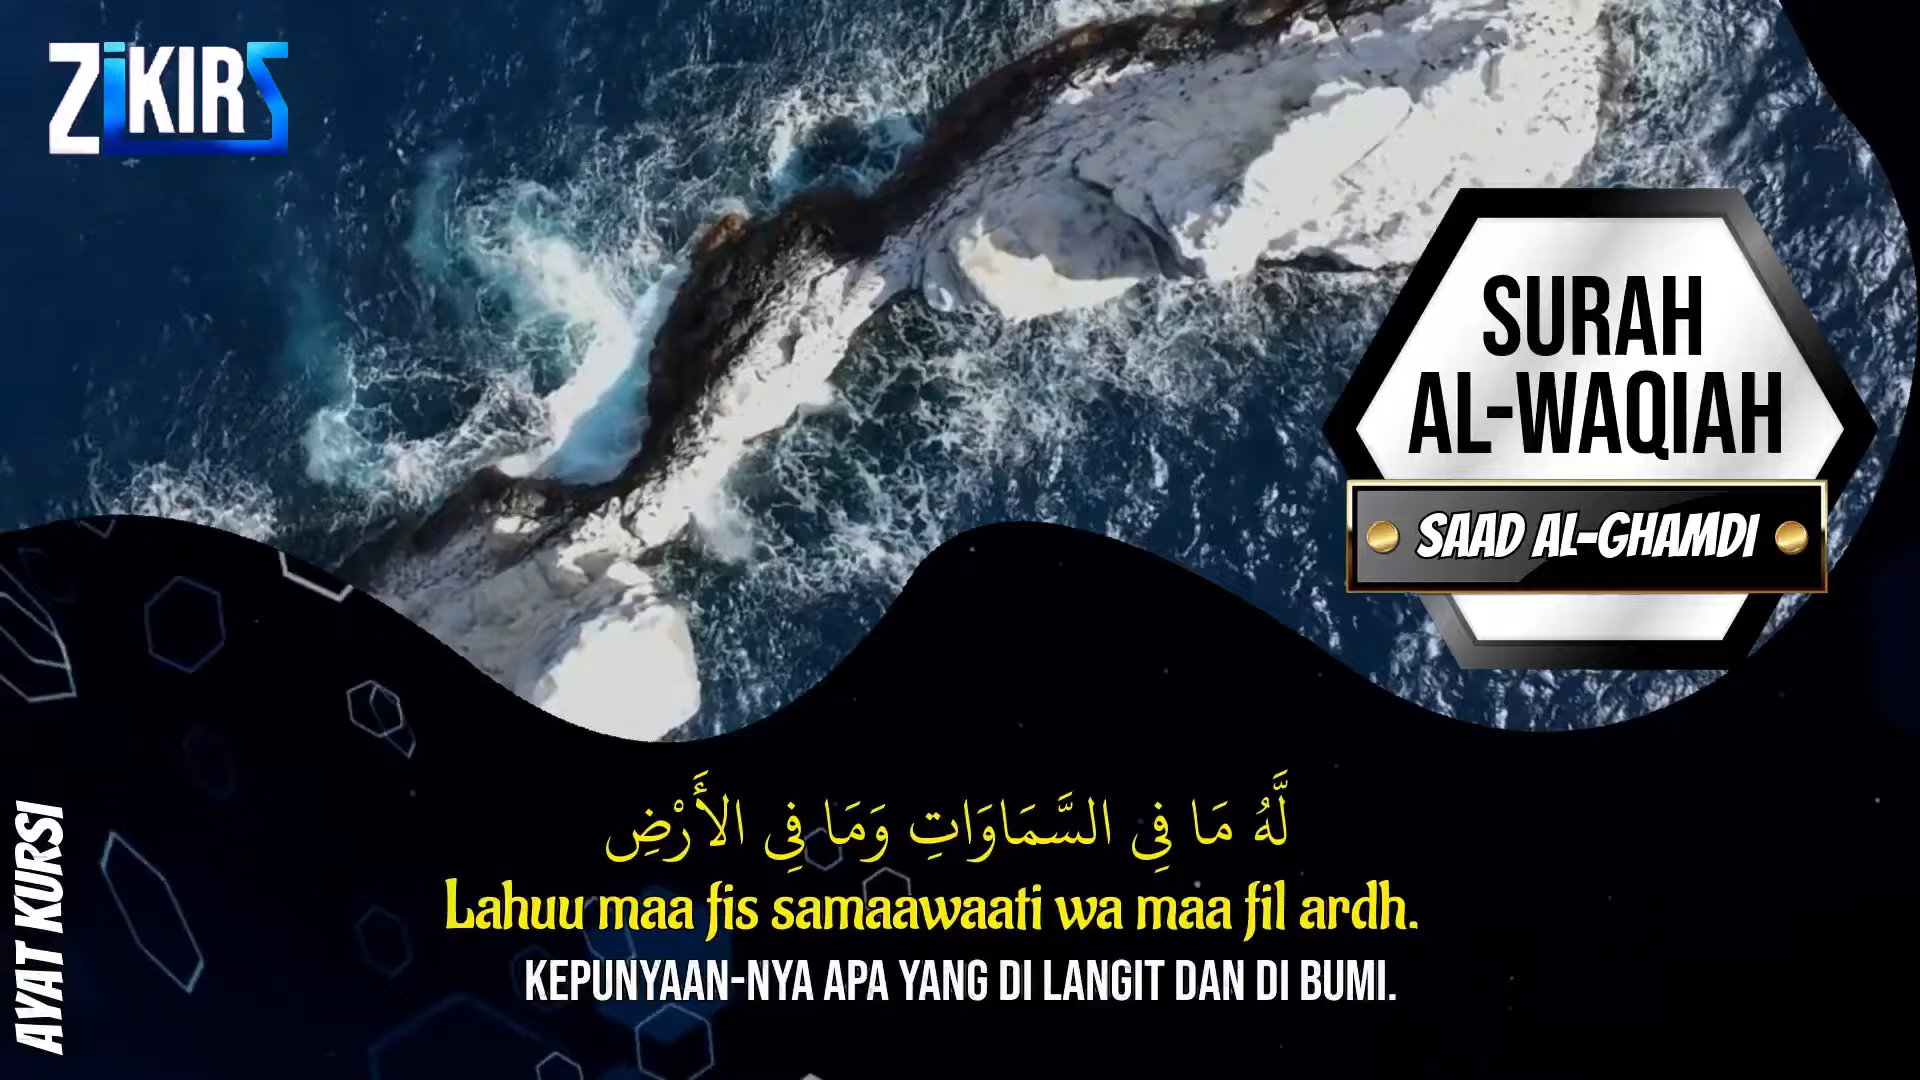 ZiKIRS
SURAH
AL-WAQIAH
SAAD AL-GHAMDI
لَّهُ مَا فِي السَّمَاوَاتِ وَمَا فِي الأَرْضِ
Lahuu maa fis samaawaati wa maa fil ardh.
KEPUNYAAN-NYA APA YANG DI LANGIT DAN DI BUMI.
AYAT KURSI